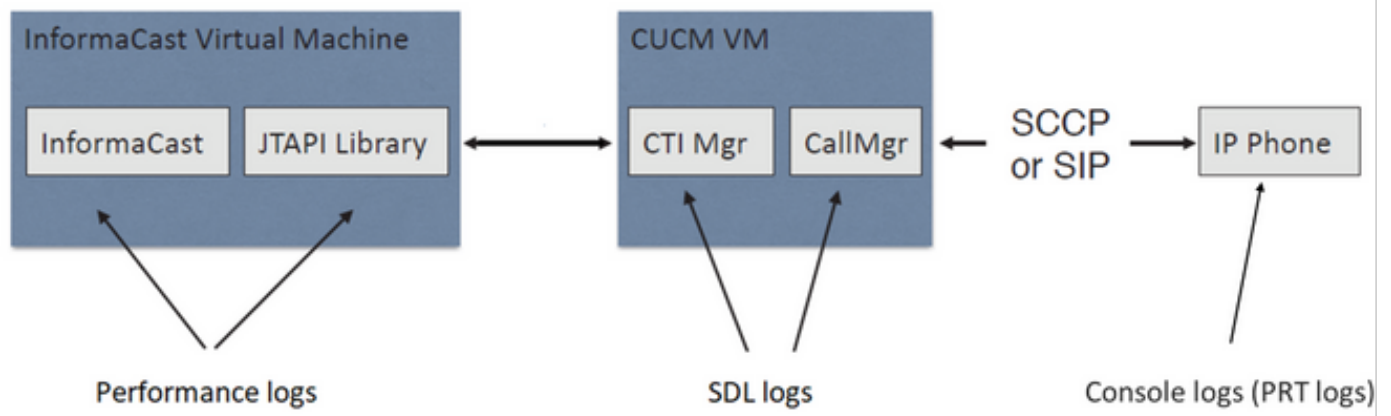 InformaCast Virtual Machine
CUCM VM
InformaCast
JTAPI Library
CTI Mgr
CallMgr
SCCP
or SIP
IP Phone
Performance logs
SDL logs
Console logs (PRT logs)